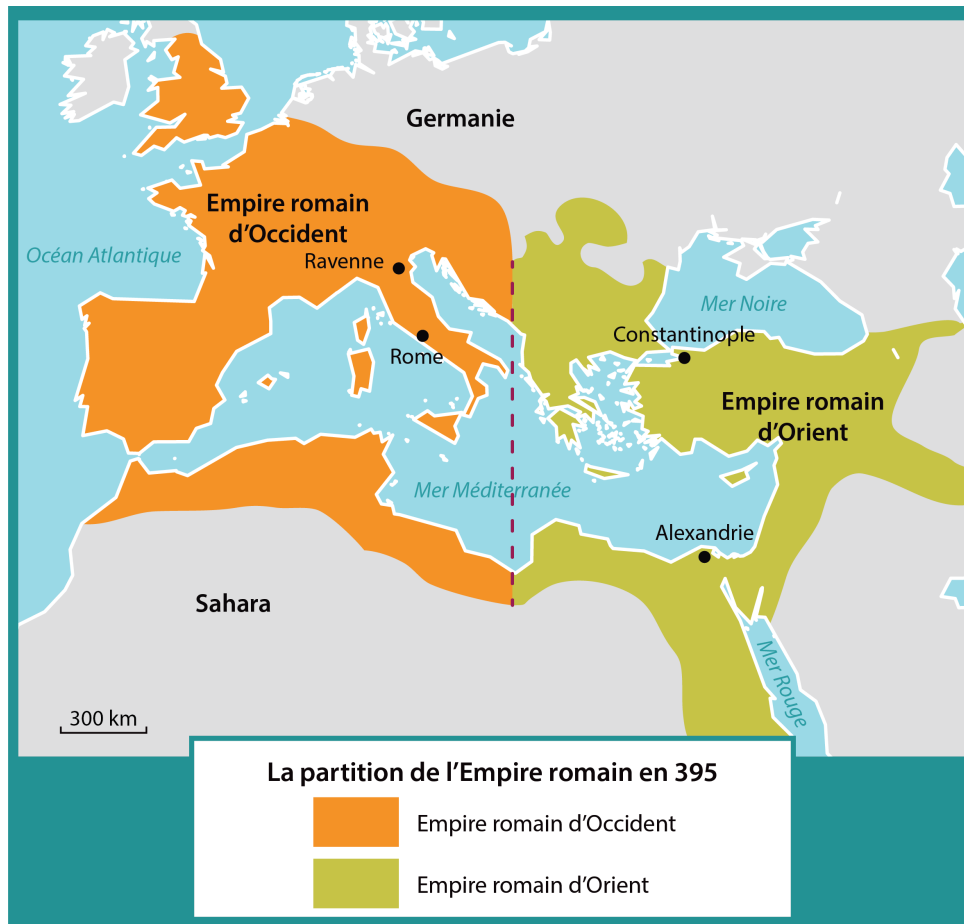 Germanie
Empire romain
d’Occident
Océan Atlantique
Ravenne
Mer Noire
Constantinople
Rome
Empire romain
d’Orient
Mer Méditerranée
Alexandrie
Sahara
Mer Rouge
300 km
La partition de l’Empire romain en 395
Empire romain d’Occident
Empire romain d’Orient